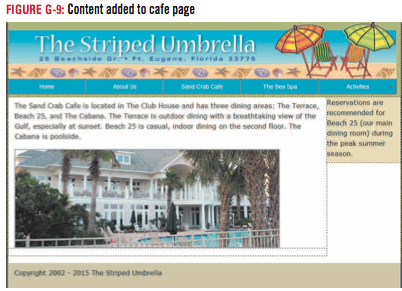 FIGURE G-9: Content added to cafe page
The Striped Umbrella
25 Beachside Dr. • Ft. Eugene, Florida 33775
Home About Us Sand Crab Cafe The Sea Spa Activities
The Sand Crab Cafe is located in The Club House and has three dining areas: The Terrace,
Beach 25, and The Cabana. The Terrace is outdoor dining with a breathtaking view of the
Gulf, especially at sunset. Beach 25 is casual, indoor dining on the second floor. The
Cabana is poolside.
Reservations are
recommended for
Beach 25 (our main
dining room) during
the peak summer
season.
Copyright 2002 - 2015 The Striped Umbrella